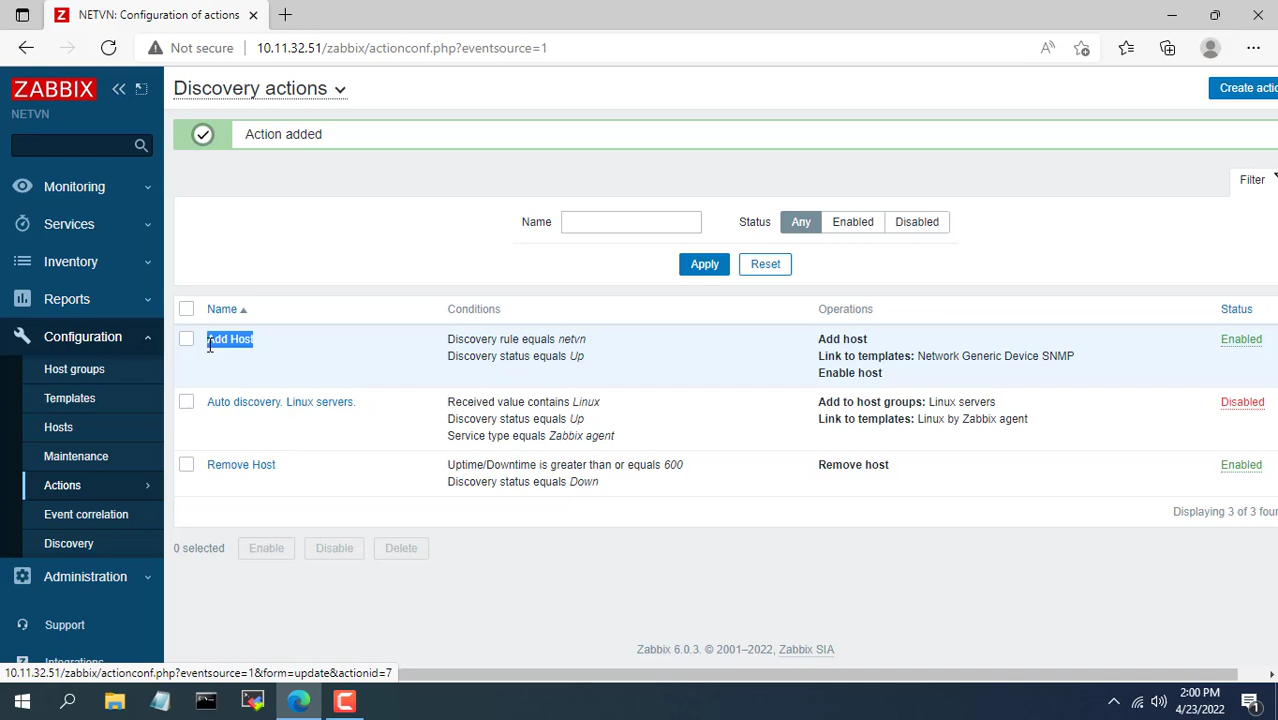 NETVN: Configuration of actions
Not secure
10.11.32.51/zabbix/actionconf.php?eventsource=1
ZABBIX
NETVN
Monitoring
Services
Inventory
Reports
Configuration
Host groups
Templates
Hosts
Maintenance
Actions
Event correlation
Discovery
Administration
Support
Integrations
Discovery actions
Create actio
Action added
Filter
Name
Status Any Enabled Disabled
Apply Reset
Name Conditions Operations Status
Add Host Discovery rule equals netvn Add host Enabled
Discovery status equals Up Link to templates: Network Generic Device SNMP
Enable host
Auto discovery. Linux servers. Received value contains Linux Add to host groups: Linux servers Disabled
Discovery status equals Up Link to templates: Linux by Zabbix agent
Service type equals Zabbix agent
Remove Host Uptime/Downtime is greater than or equals 600 Remove host Enabled
Discovery status equals Down
Displaying 3 of 3 foun
0 selected Enable Disable Delete
Zabbix 6.0.3. © 2001–2022, Zabbix SIA
10.11.32.51/zabbix/actionconf.php?eventsource=1&form=update&actionid=7
2:00 PM
4/23/2022
1